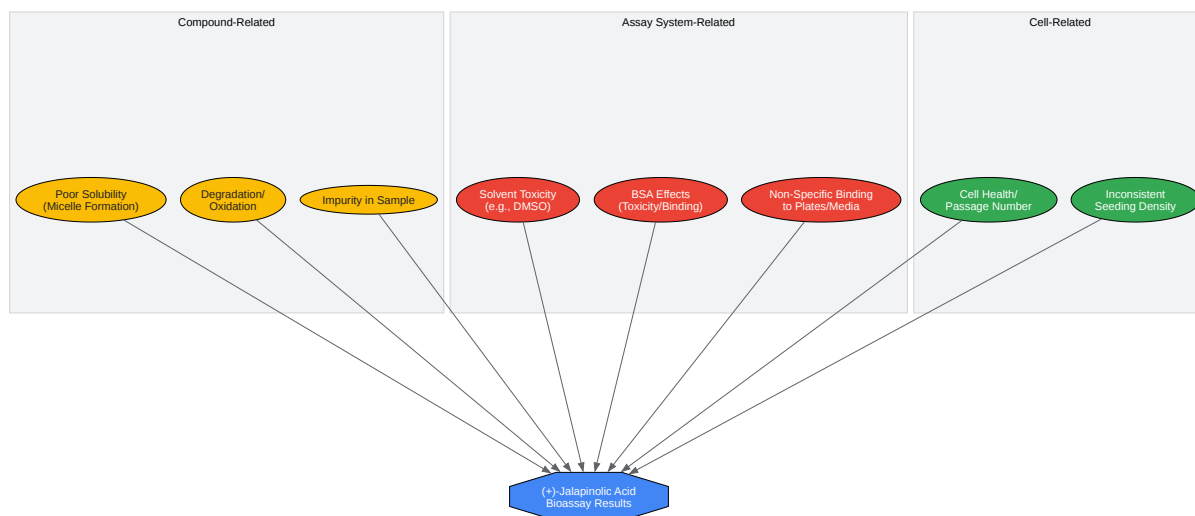 Compound-Related
Assay System-Related
Cell-Related
Poor Solubility
(Micelle Formation)
Degradation/
Oxidation
Impurity in Sample
Solvent Toxicity
(e.g., DMSO)
BSA Effects
(Toxicity/Binding)
Non-Specific Binding
to Plates/Media
Cell Health/
Passage Number
Inconsistent
Seeding Density
(+)-Jalapinolic Acid
Bioassay Results